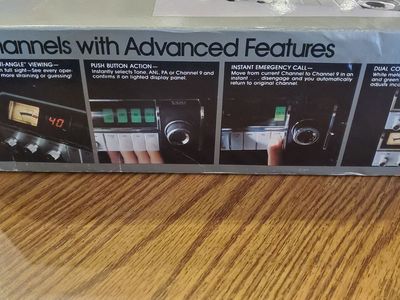 hannels with Advanced Features
TI-ANGLE* VIEWING—
n full sight—See every oper-
more straining or guessing!
PUSH BUTTON ACTION—
Instantly selects Tone, ANL, PA or Channel 9 and
confirms it on lighted display panel.
INSTANT EMERGENCY CALL—
Move from current Channel to Channel 9 in an
instant . . . disengage and you automatically
return to original channel.
DUAL CO
White mete
and green
adjusts inco
40